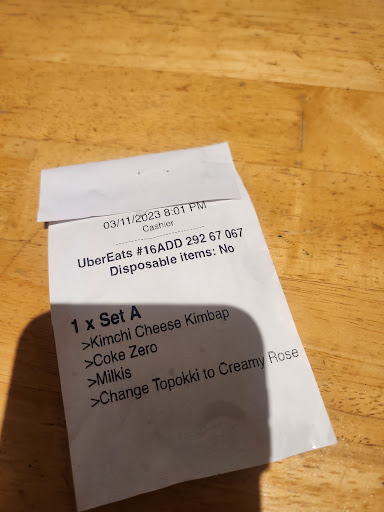 03/11/2023 8:01 PM
Cashier
UberEats #16ADD 292 67 067
Disposable items: No
1 x Set A
>Kimchi Cheese Kimbap
>Coke Zero
>Milkis
>Change Topokki to Creamy Rose